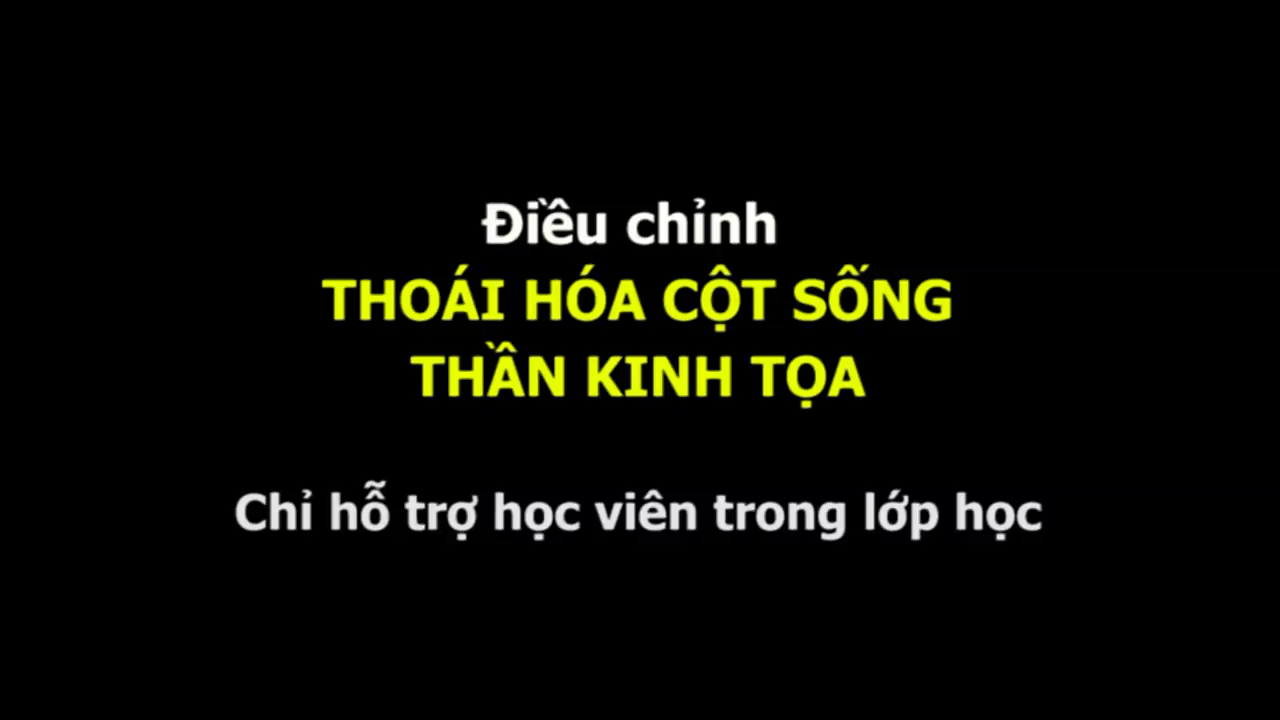 Điều chỉnh
THOÁI HÓA CỘT SỐNG
THẦN KINH TỌA
Chỉ hỗ trợ học viên trong lớp học